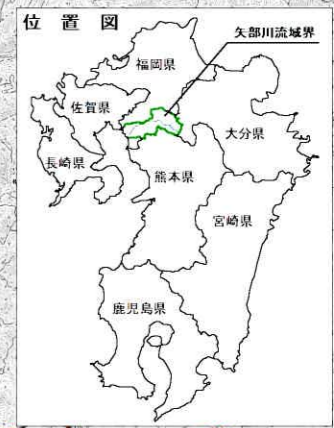 位置図
矢部川流域界
福岡県
佐賀県
大分県
長崎県
熊本県
宮崎県
鹿児島県